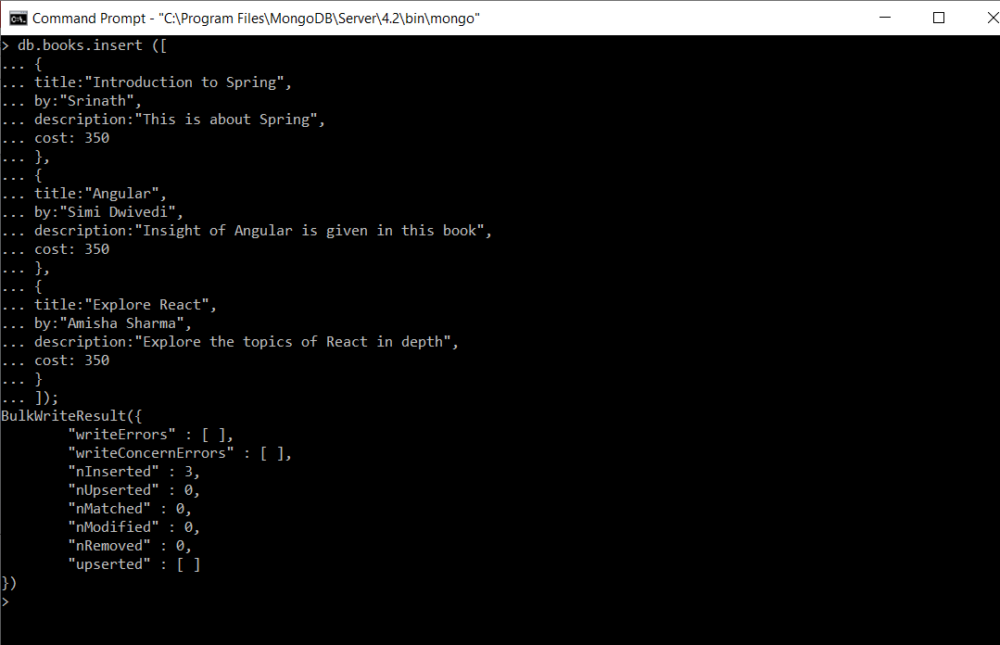 Command Prompt - "C:\Program Files\MongoDB\Server\4.2\bin\mongo"
> db.books.insert ([
... {
... title:"Introduction to Spring",
... by:"Srinath",
... description:"This is about Spring",
... cost: 350
... },
... {
... title:"Angular",
... by:"Simi Dwivedi",
... description:"Insight of Angular is given in this book",
... cost: 350
... },
... {
... title:"Explore React",
... by:"Amisha Sharma",
... description:"Explore the topics of React in depth",
... cost: 350
... }
... ]);
BulkWriteResult({
        "writeErrors" : [ ],
        "writeConcernErrors" : [ ],
        "nInserted" : 3,
        "nUpserted" : 0,
        "nMatched" : 0,
        "nModified" : 0,
        "nRemoved" : 0,
        "upserted" : [ ]
})
>